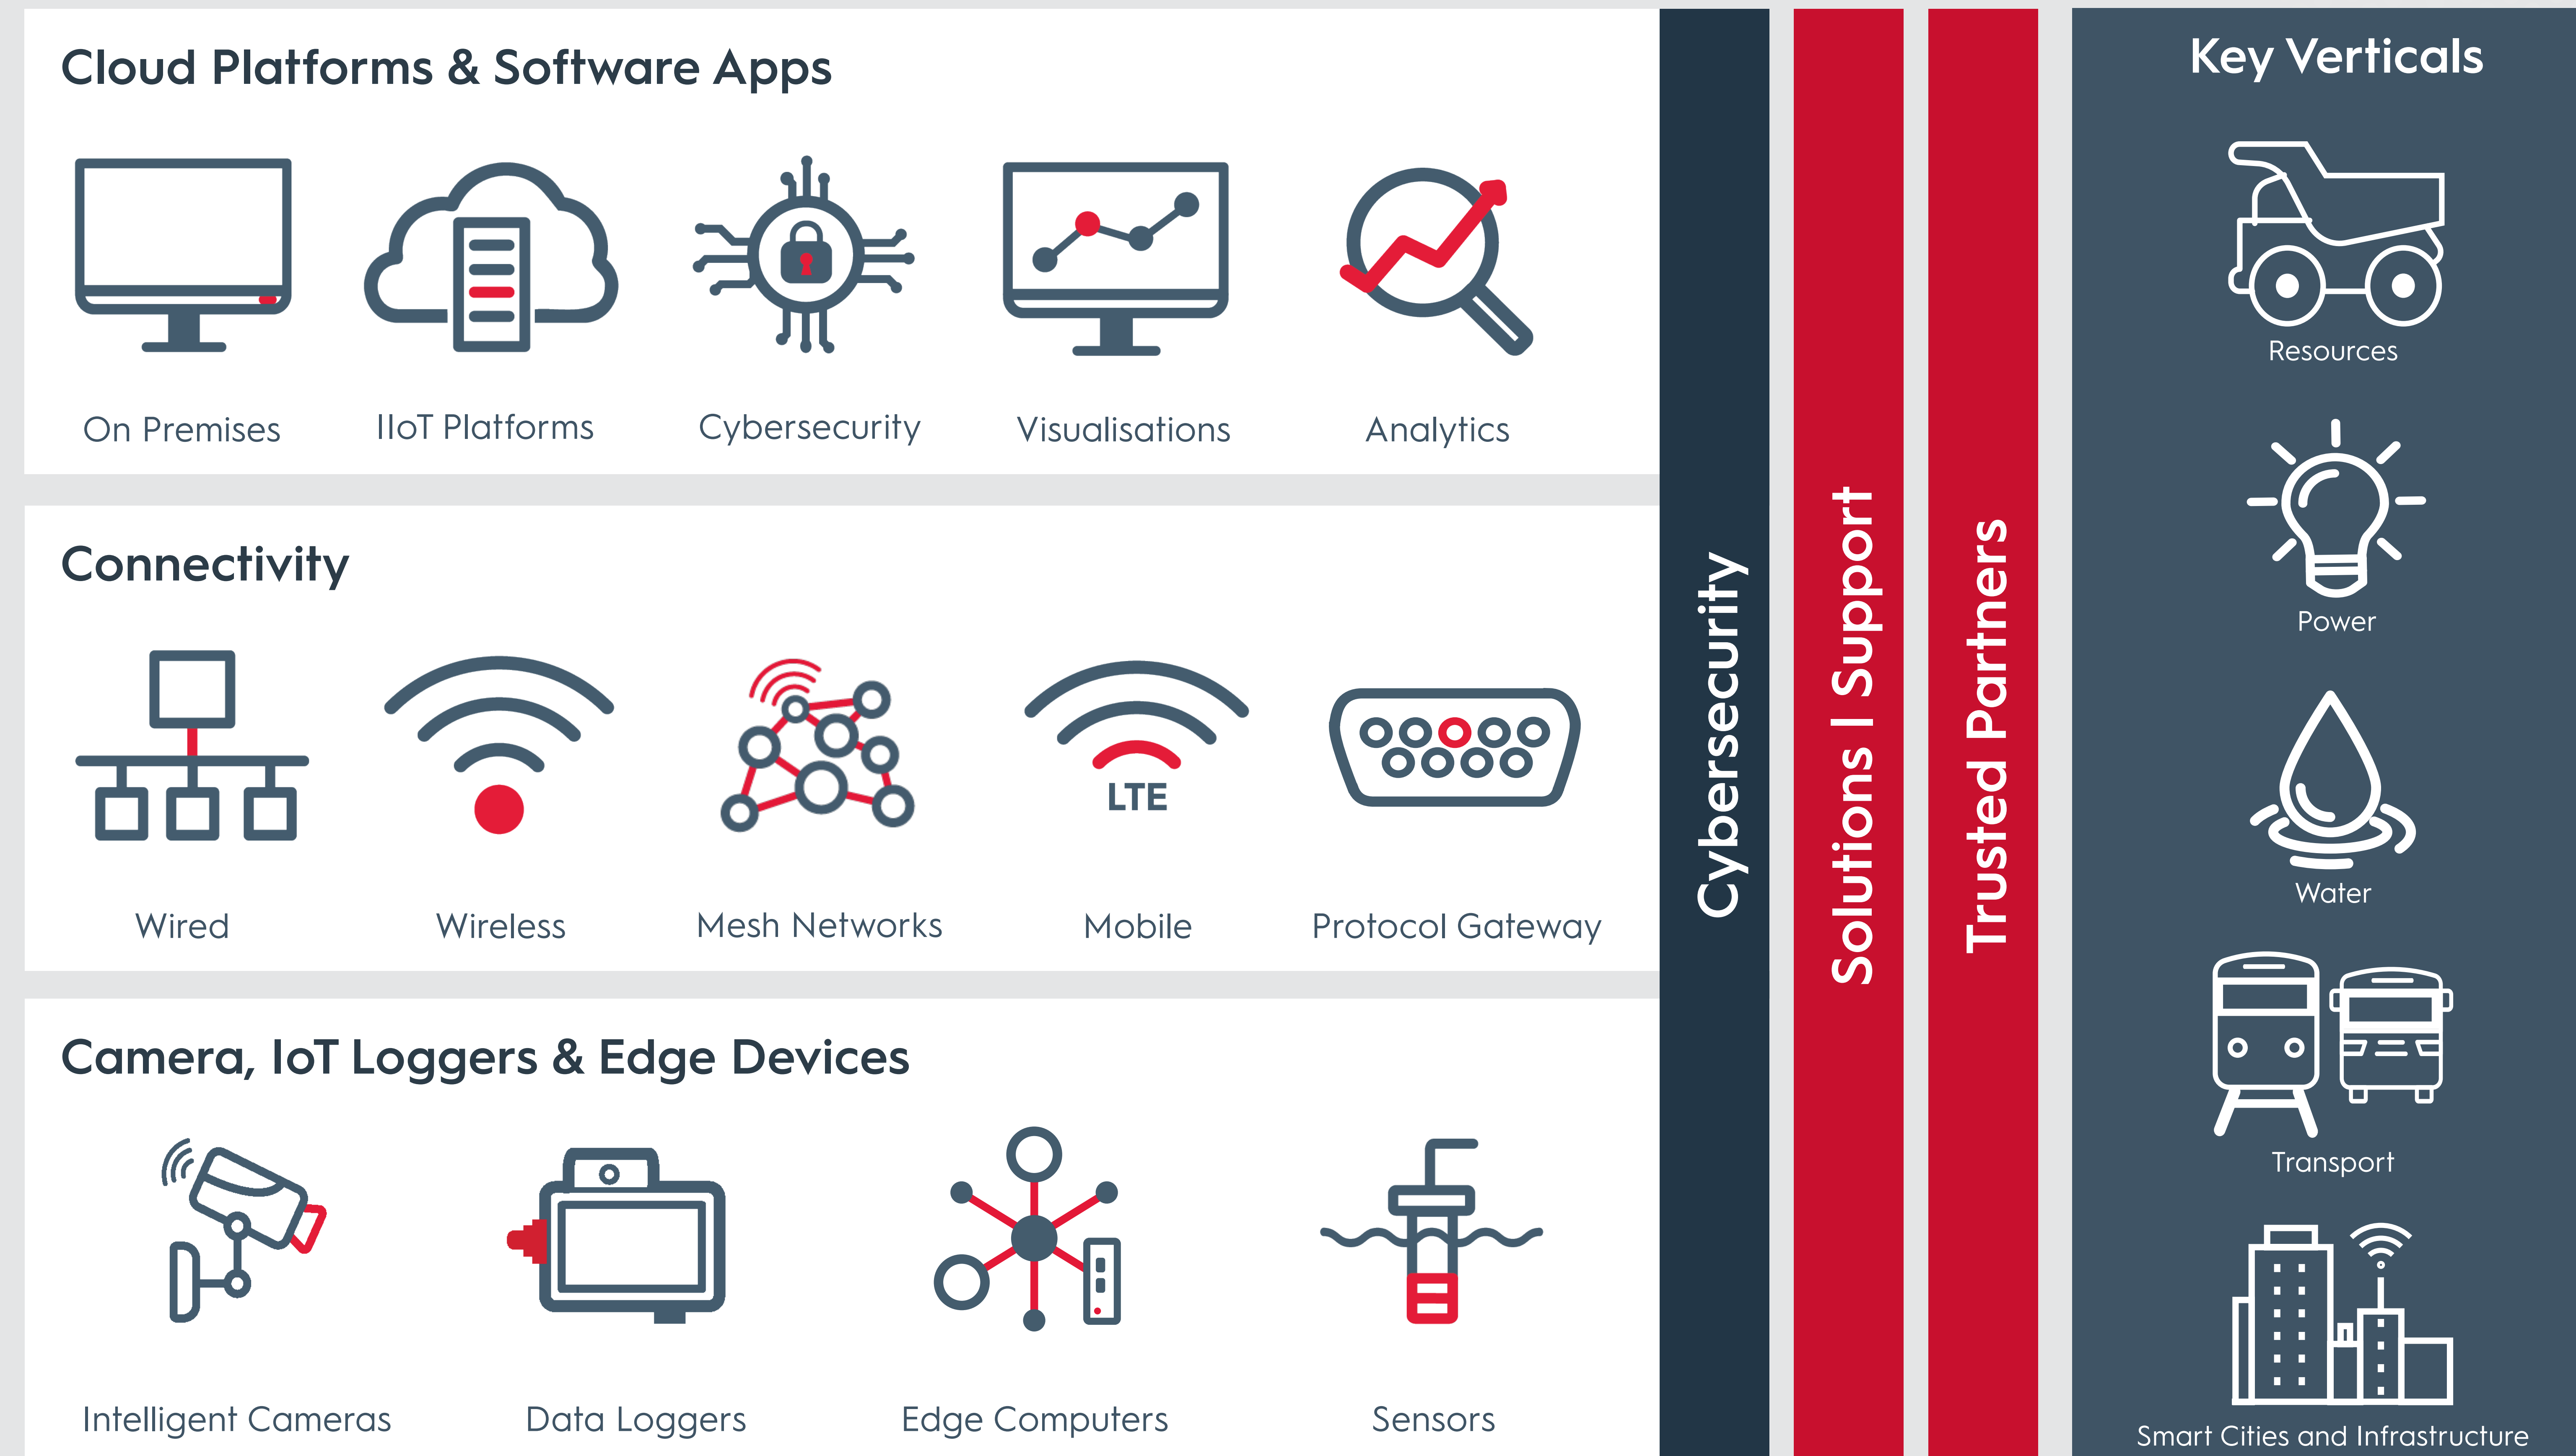 Cloud Platforms & Software Apps
On Premises
IIoT Platforms
Cybersecurity
Visualisations
Analytics
Connectivity
LTE
Wired
Wireless
Mesh Networks
Mobile
Protocol Gateway
Camera, IoT Loggers & Edge Devices
Intelligent Cameras
Data Loggers
Edge Computers
Sensors
Cybersecurity
Solutions | Support
Trusted Partners
Key Verticals
Resources
Power
Water
Transport
Smart Cities and Infrastructure